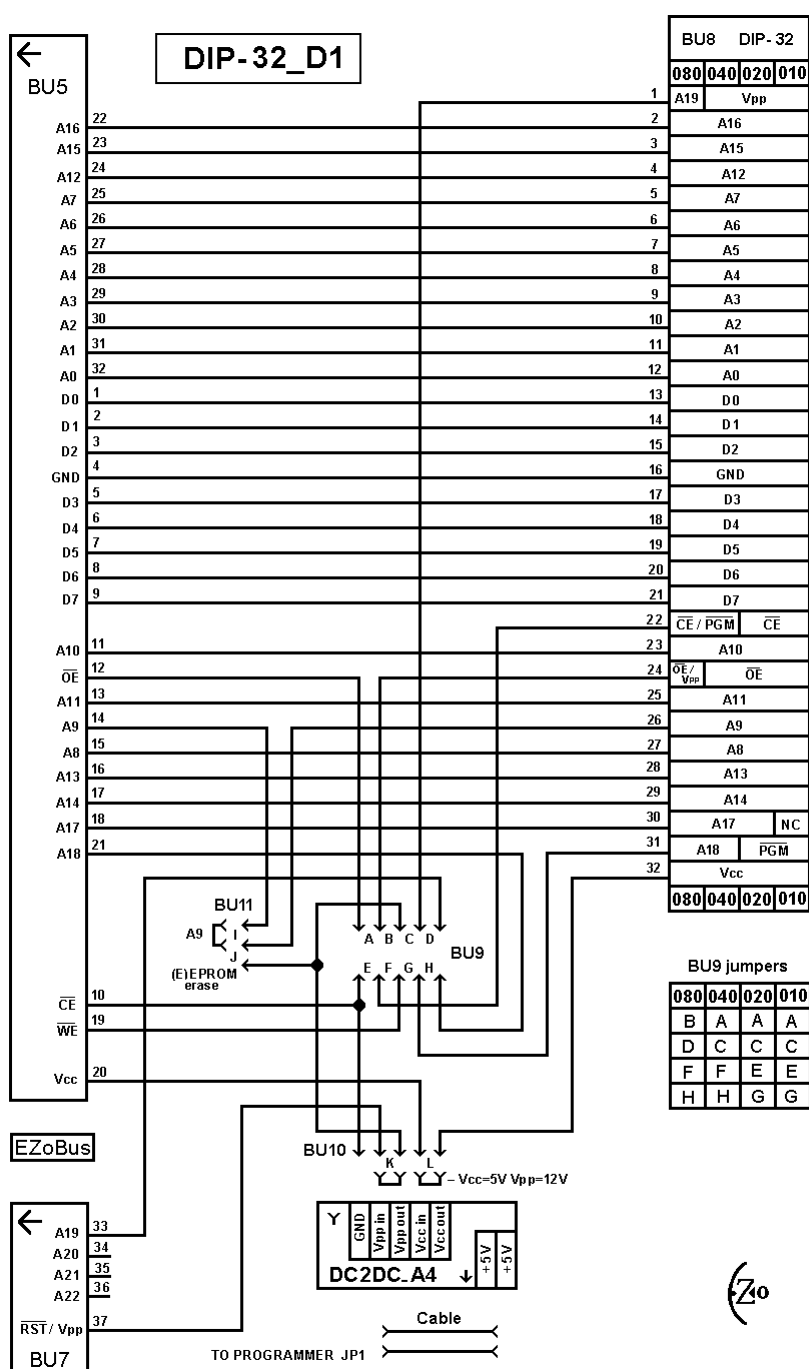 DIP-32_D1
BU5
BU8 DIP-32
080 040 020 010
1 A19 Vpp
A16 22 2 A16
A15 23 3 A15
A12 24 4 A12
A7 25 5 A7
A6 26 6 A6
A5 27 7 A5
A4 28 8 A4
A3 29 9 A3
A2 30 10 A2
A1 31 11 A1
A0 32 12 A0
D0 1 13 D0
D1 2 14 D1
D2 3 15 D2
GND 4 16 GND
D3 5 17 D3
D4 6 18 D4
D5 7 19 D5
D6 8 20 D6
D7 9 21 D7
22 CE / PGM CE
A10 11 23 A10
OE 12 24 OE / Vpp OE
A11 13 25 A11
A9 14 26 A9
A8 15 27 A8
A13 16 28 A13
A14 17 29 A14
A17 18 30 A17 NC
A18 21 31 A18 PGM
32 Vcc
080 040 020 010
BU11
A9 I
J
(E)EPROM
erase
A B C D
BU9
E F G H
CE 10
WE 19
Vcc 20
BU9 jumpers
080 040 020 010
B A A A
D C C C
F F E E
H H G G
EZoBus
BU10 K L
– Vcc=5V Vpp=12V
GND Vpp in Vpp out Vcc in Vcc out
+5V +5V
DC2DC_A4
A19 33
A20 34
A21 35
A22 36
RST / Vpp 37
BU7
Cable
TO PROGRAMMER JP1
Zo